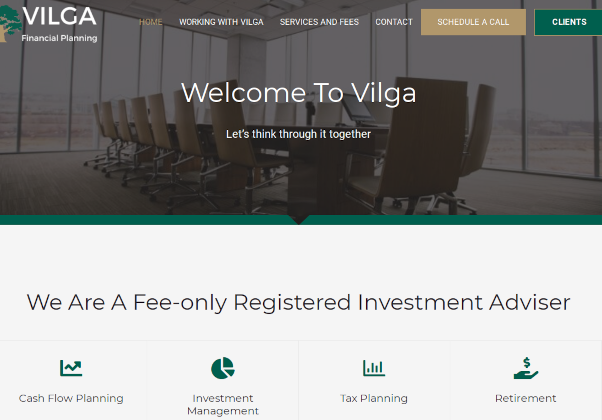 VILGA
Financial Planning
HOME WORKING WITH VILGA SERVICES AND FEES CONTACT SCHEDULE A CALL CLIENTS
Welcome To Vilga
Let's think through it together
We Are A Fee-only Registered Investment Adviser
Cash Flow Planning
Investment
Management
Tax Planning
Retirement